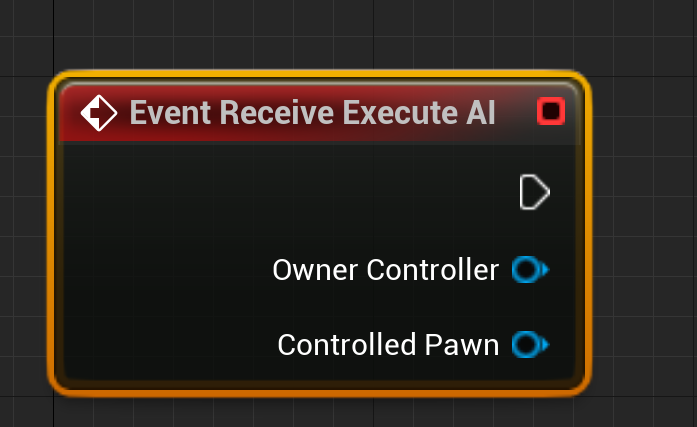 Event Receive Execute AI
Owner Controller
Controlled Pawn